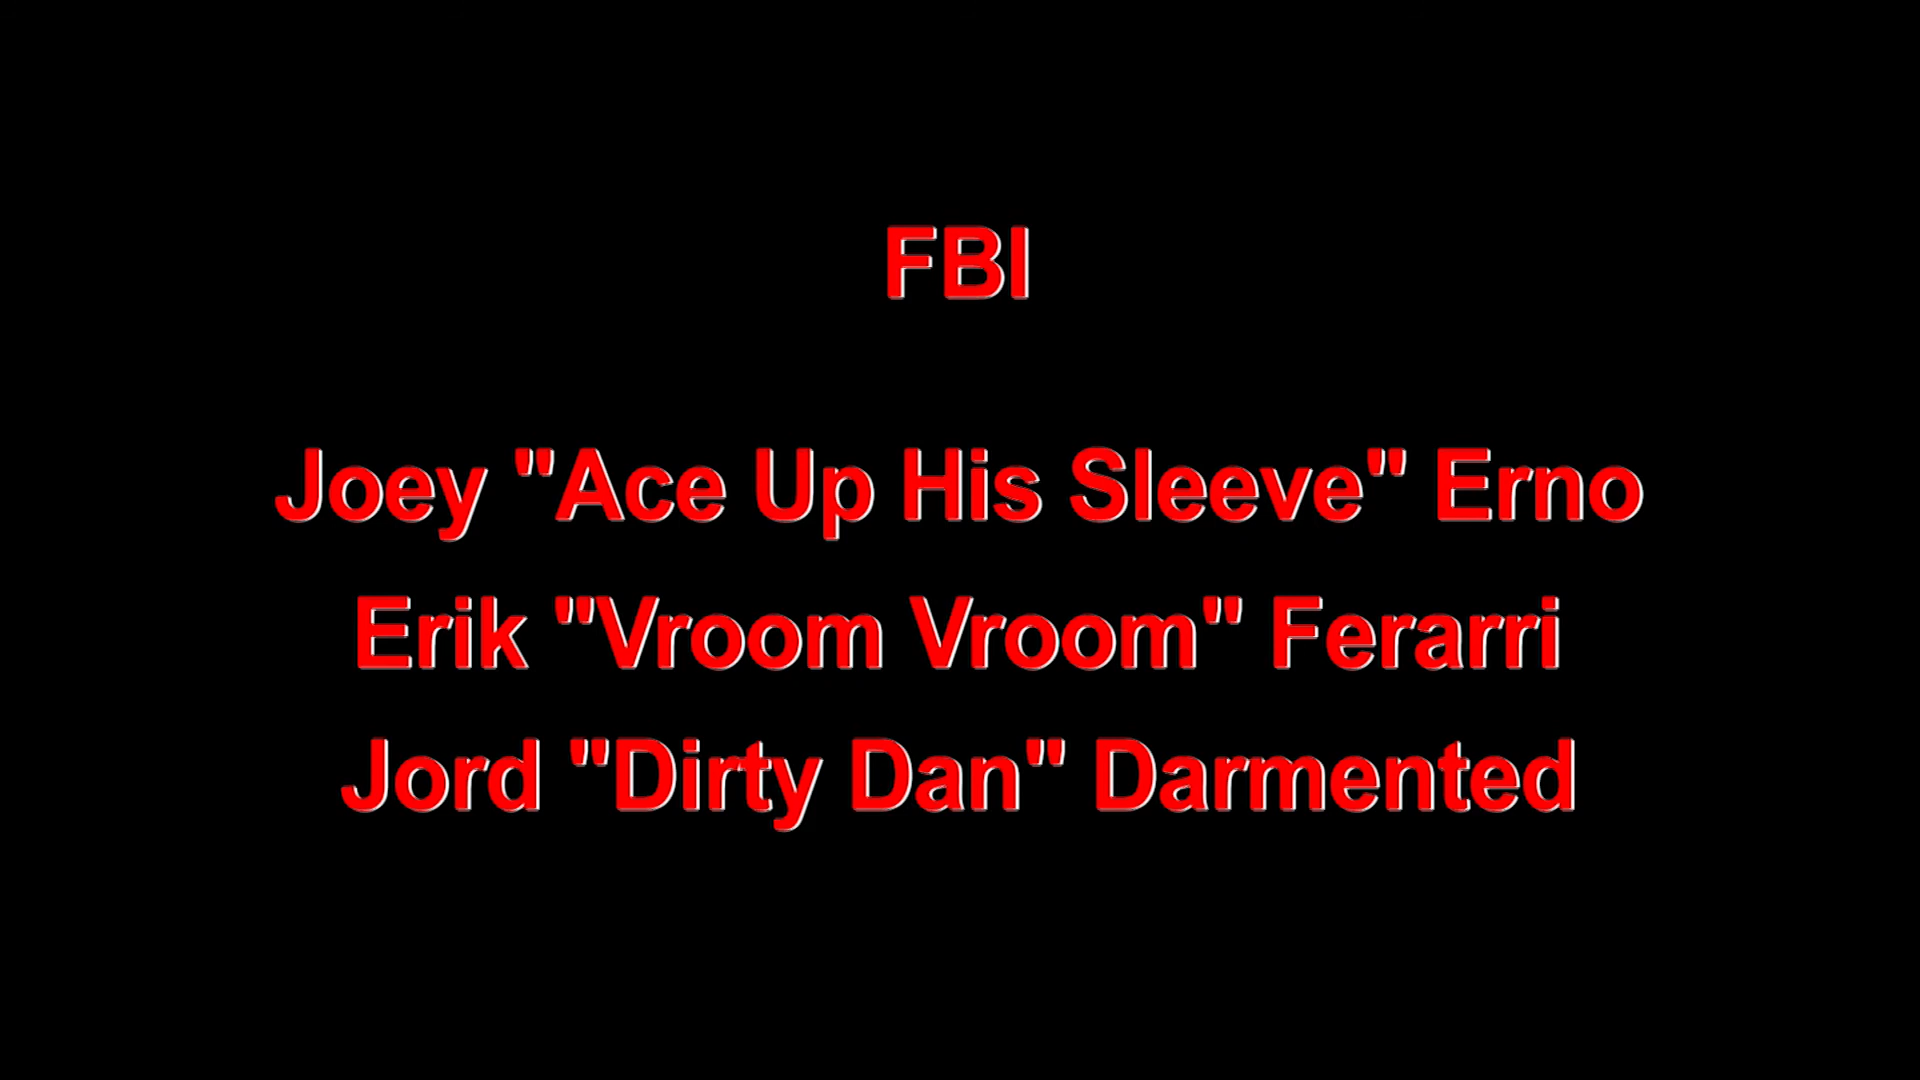 FBI
Joey "Ace Up His Sleeve" Erno
Erik "Vroom Vroom" Ferarri
Jord "Dirty Dan" Darmented